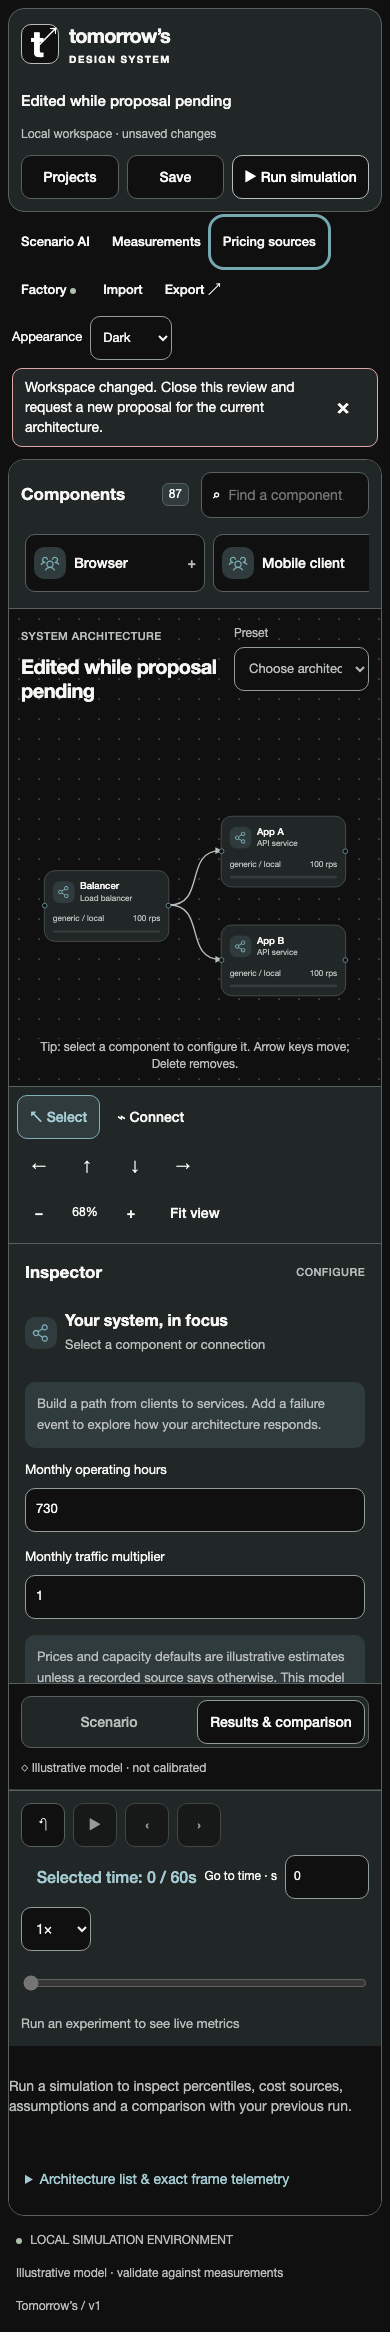 tomorrow's
DESIGN SYSTEM
Edited while proposal pending
Local workspace · unsaved changes
Projects
Save
▶ Run simulation
Scenario AI
Measurements
Pricing sources
Factory
Import
Export ↗
Appearance
Dark
Workspace changed. Close this review and
request a new proposal for the current
architecture.
×
Components
87
Find a component
Browser
+
Mobile client
SYSTEM ARCHITECTURE
Preset
Edited while proposal
pending
Choose architec
App A
API service
generic / local
100 rps
Balancer
Load balancer
generic / local
100 rps
App B
API service
generic / local
100 rps
Tip: select a component to configure it. Arrow keys move;
Delete removes.
↖ Select
⌁ Connect
← ↑ ↓ →
− 68% + Fit view
Inspector
CONFIGURE
Your system, in focus
Select a component or connection
Build a path from clients to services. Add a failure
event to explore how your architecture responds.
Monthly operating hours
730
Monthly traffic multiplier
1
Prices and capacity defaults are illustrative estimates
unless a recorded source says otherwise. This model
Scenario
Results & comparison
◇ Illustrative model · not calibrated
▶ ‹ ›
Selected time: 0 / 60s
Go to time · s
0
1×
Run an experiment to see live metrics
Run a simulation to inspect percentiles, cost sources,
assumptions and a comparison with your previous run.
▶ Architecture list & exact frame telemetry
LOCAL SIMULATION ENVIRONMENT
Illustrative model · validate against measurements
Tomorrow's / v1